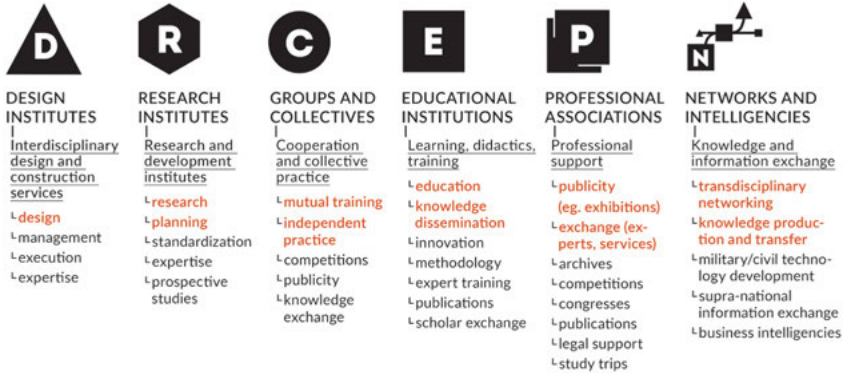 D
DESIGN
INSTITUTES
Interdisciplinary
design and
construction
services
design
management
execution
expertise
R
RESEARCH
INSTITUTES
Research and
development
institutes
research
planning
standardization
expertise
prospective
studies
C
GROUPS AND
COLLECTIVES
Cooperation
and collective
practice
mutual training
independent
practice
competitions
publicity
knowledge
exchange
E
EDUCATIONAL
INSTITUTIONS
Learning, didactics,
training
education
knowledge
dissemination
innovation
methodology
expert training
publications
scholar exchange
P
PROFESSIONAL
ASSOCIATIONS
Professional
support
publicity
(eg. exhibitions)
exchange (ex-
perts, services)
archives
competitions
congresses
publications
legal support
study trips
N
NETWORKS AND
INTELLIGENCIES
Knowledge and
information exchange
transdisciplinary
networking
knowledge produc-
tion and transfer
military/civil techno-
logy development
supra-national
information exchange
business intelligencies